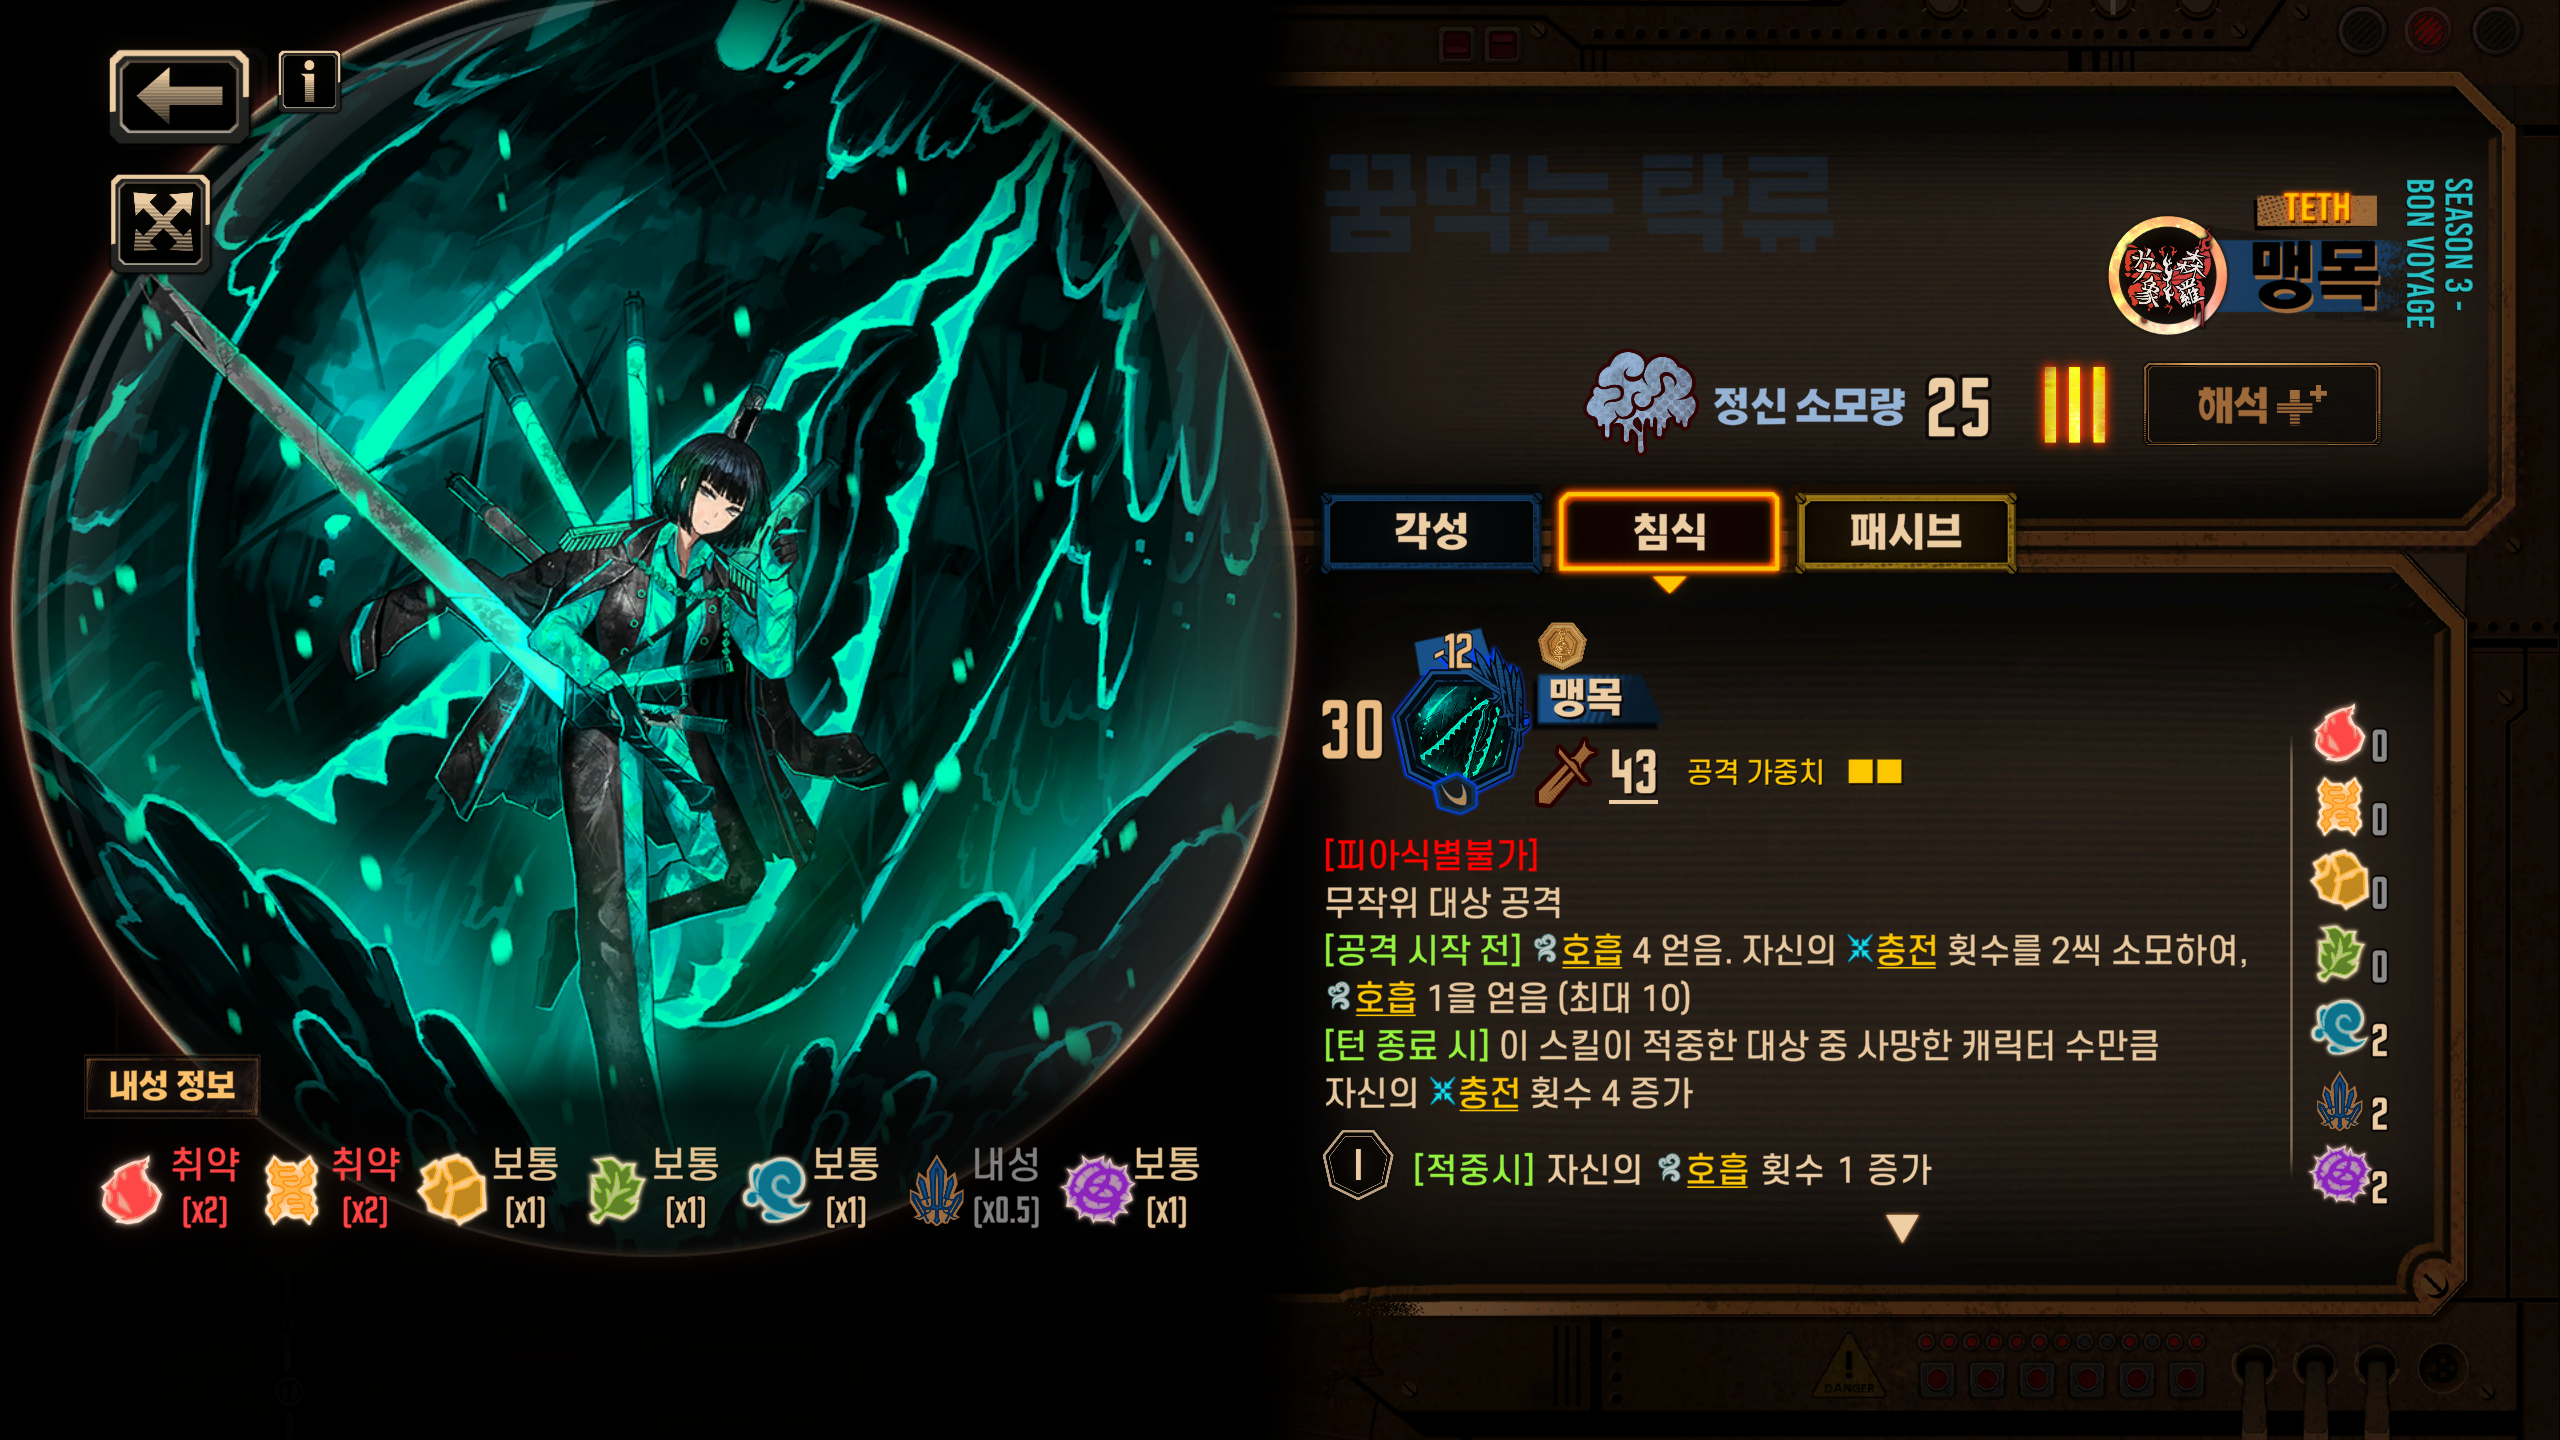 꿈먹는 탁류
TETH
맹목
SEASON 3 -
BON VOYAGE
정신 소모량 25
해석
각성
침식
패시브
-12
30
맹목
43
공격 가중치
[피아식별불가]
무작위 대상 공격
[공격 시작 전] 호흡 4 얻음. 자신의 충전 횟수를 2씩 소모하여,
호흡 1을 얻음 (최대 10)
[턴 종료 시] 이 스킬이 적중한 대상 중 사망한 캐릭터 수만큼
자신의 충전 횟수 4 증가
I [적중시] 자신의 호흡 횟수 1 증가
0
0
0
0
2
2
2
내성 정보
취약 취약 보통 보통 보통 내성 보통
[x2] [x2] [x1] [x1] [x1] [x0.5] [x1]
DANGER